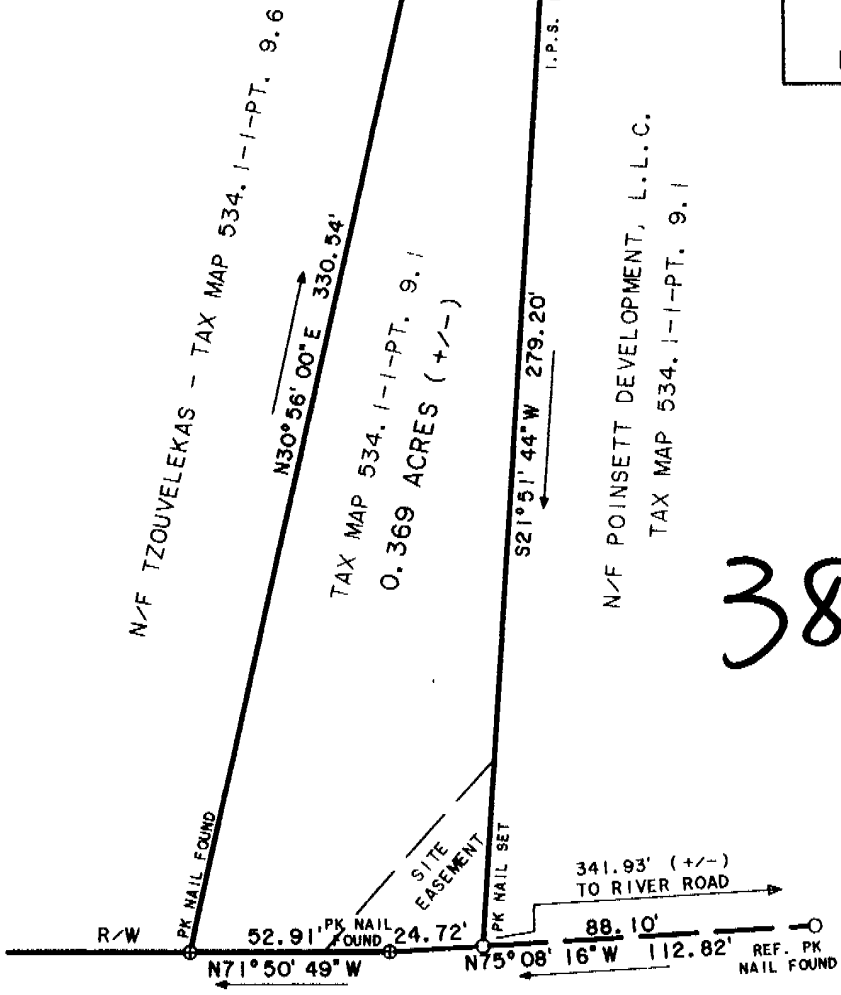 I.P.S.
N/F TZOUVELEKAS - TAX MAP 534.1-1-PT. 9.6
N30°56'00"E 330.54'
TAX MAP 534.1-1-PT. 9.1
0.369 ACRES (+/-)
S21°51'44"W 279.20'
N/F POINSETT DEVELOPMENT, L.L.C.
TAX MAP 534.1-1-PT. 9.1
38
PK NAIL FOUND
SITE
EASEMENT
PK NAIL SET
341.93' (+/-)
TO RIVER ROAD
R/W
52.91'
PK NAIL
FOUND
24.72'
88.10'
N71°50'49"W
N75°08'16"W
112.82'
REF. PK
NAIL FOUND